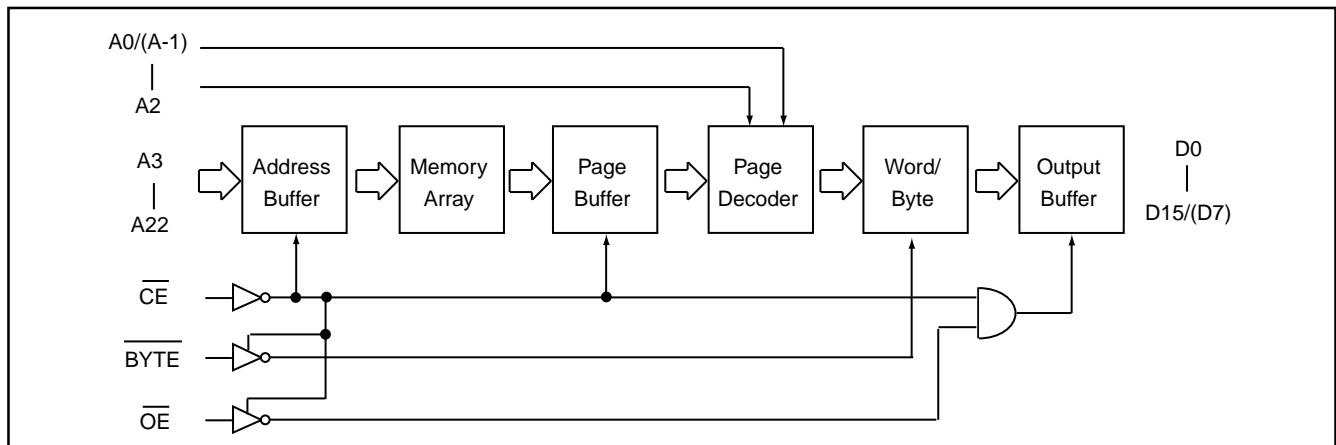 A0/(A-1)
A2
A3
A22
Address
Buffer
Memory
Array
Page
Buffer
Page
Decoder
Word/
Byte
Output
Buffer
D0
D15/(D7)
CE
BYTE
OE